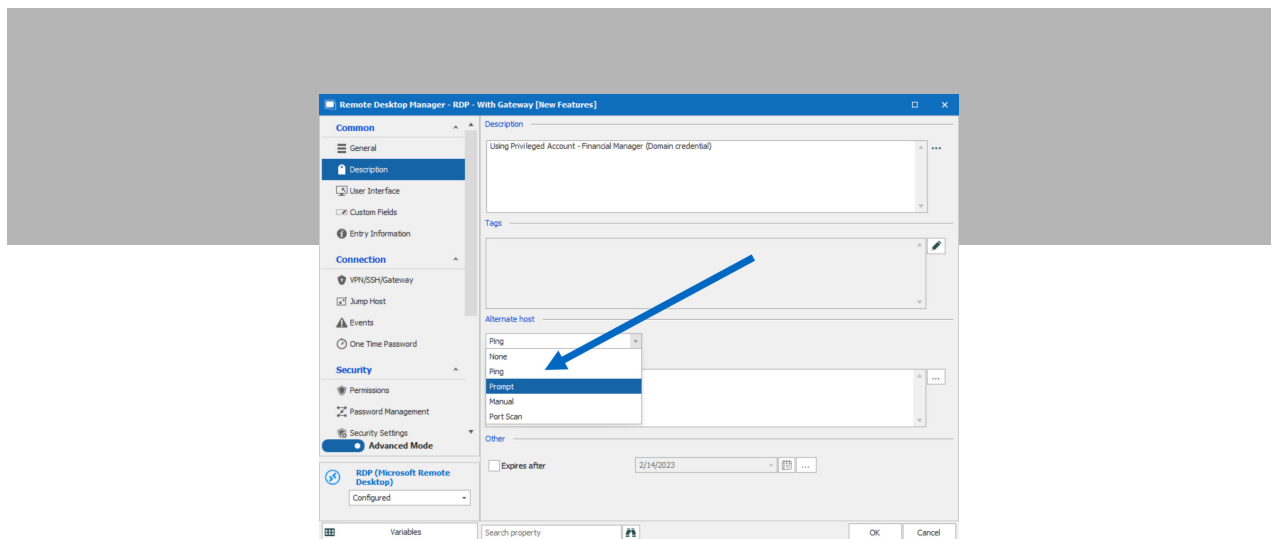 Remote Desktop Manager - RDP - With Gateway [New Features]
Common
General
Description
User Interface
Custom Fields
Entry Information
Connection
VPN/SSH/Gateway
Jump Host
Events
One Time Password
Security
Permissions
Password Management
Security Settings
Advanced Mode
RDP (Microsoft Remote
Desktop)
Configured
Description
Using Privileged Account - Financial Manager (Domain credential)
...
Tags
Alternate host
Ping
None
Ping
Prompt
Manual
Port Scan
...
Other
Expires after
2/14/2023
...
Variables
Search property
OK
Cancel